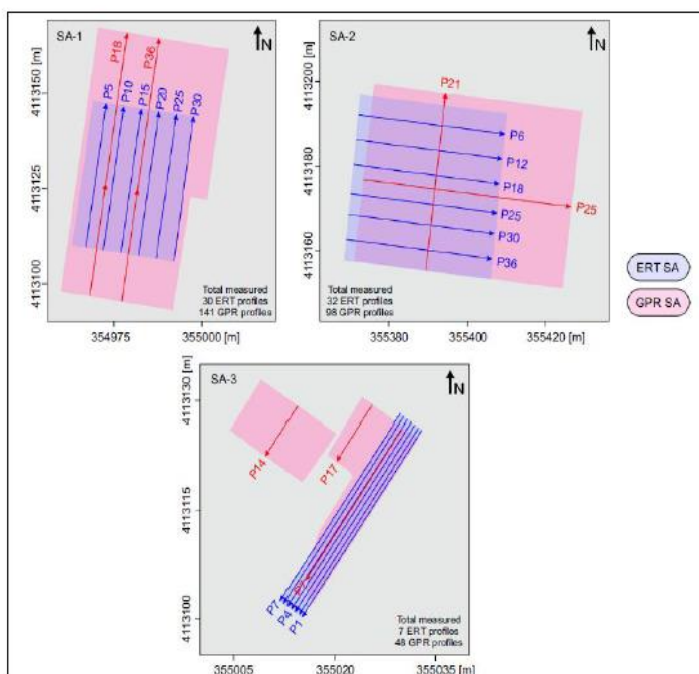 SA-1
N
P18
P36
P5
P10
P15
P20
P25
P30
4113150
4113125
4113100
Total measured
30 ERT profiles
141 GPR profiles
354975
355000 [m]
SA-2
N
P21
P6
P12
P18
P25
P25
P30
P36
4113200
4113180
4113160
Total measured
32 ERT profiles
98 GPR profiles
355380
355400
355420
[m]
ERT SA
GPR SA
SA-3
N
P14
P17
P7
P4
P1
4113130
4113115
4113100
Total measured
7 ERT profiles
48 GPR profiles
355005
355020
355035
[m]